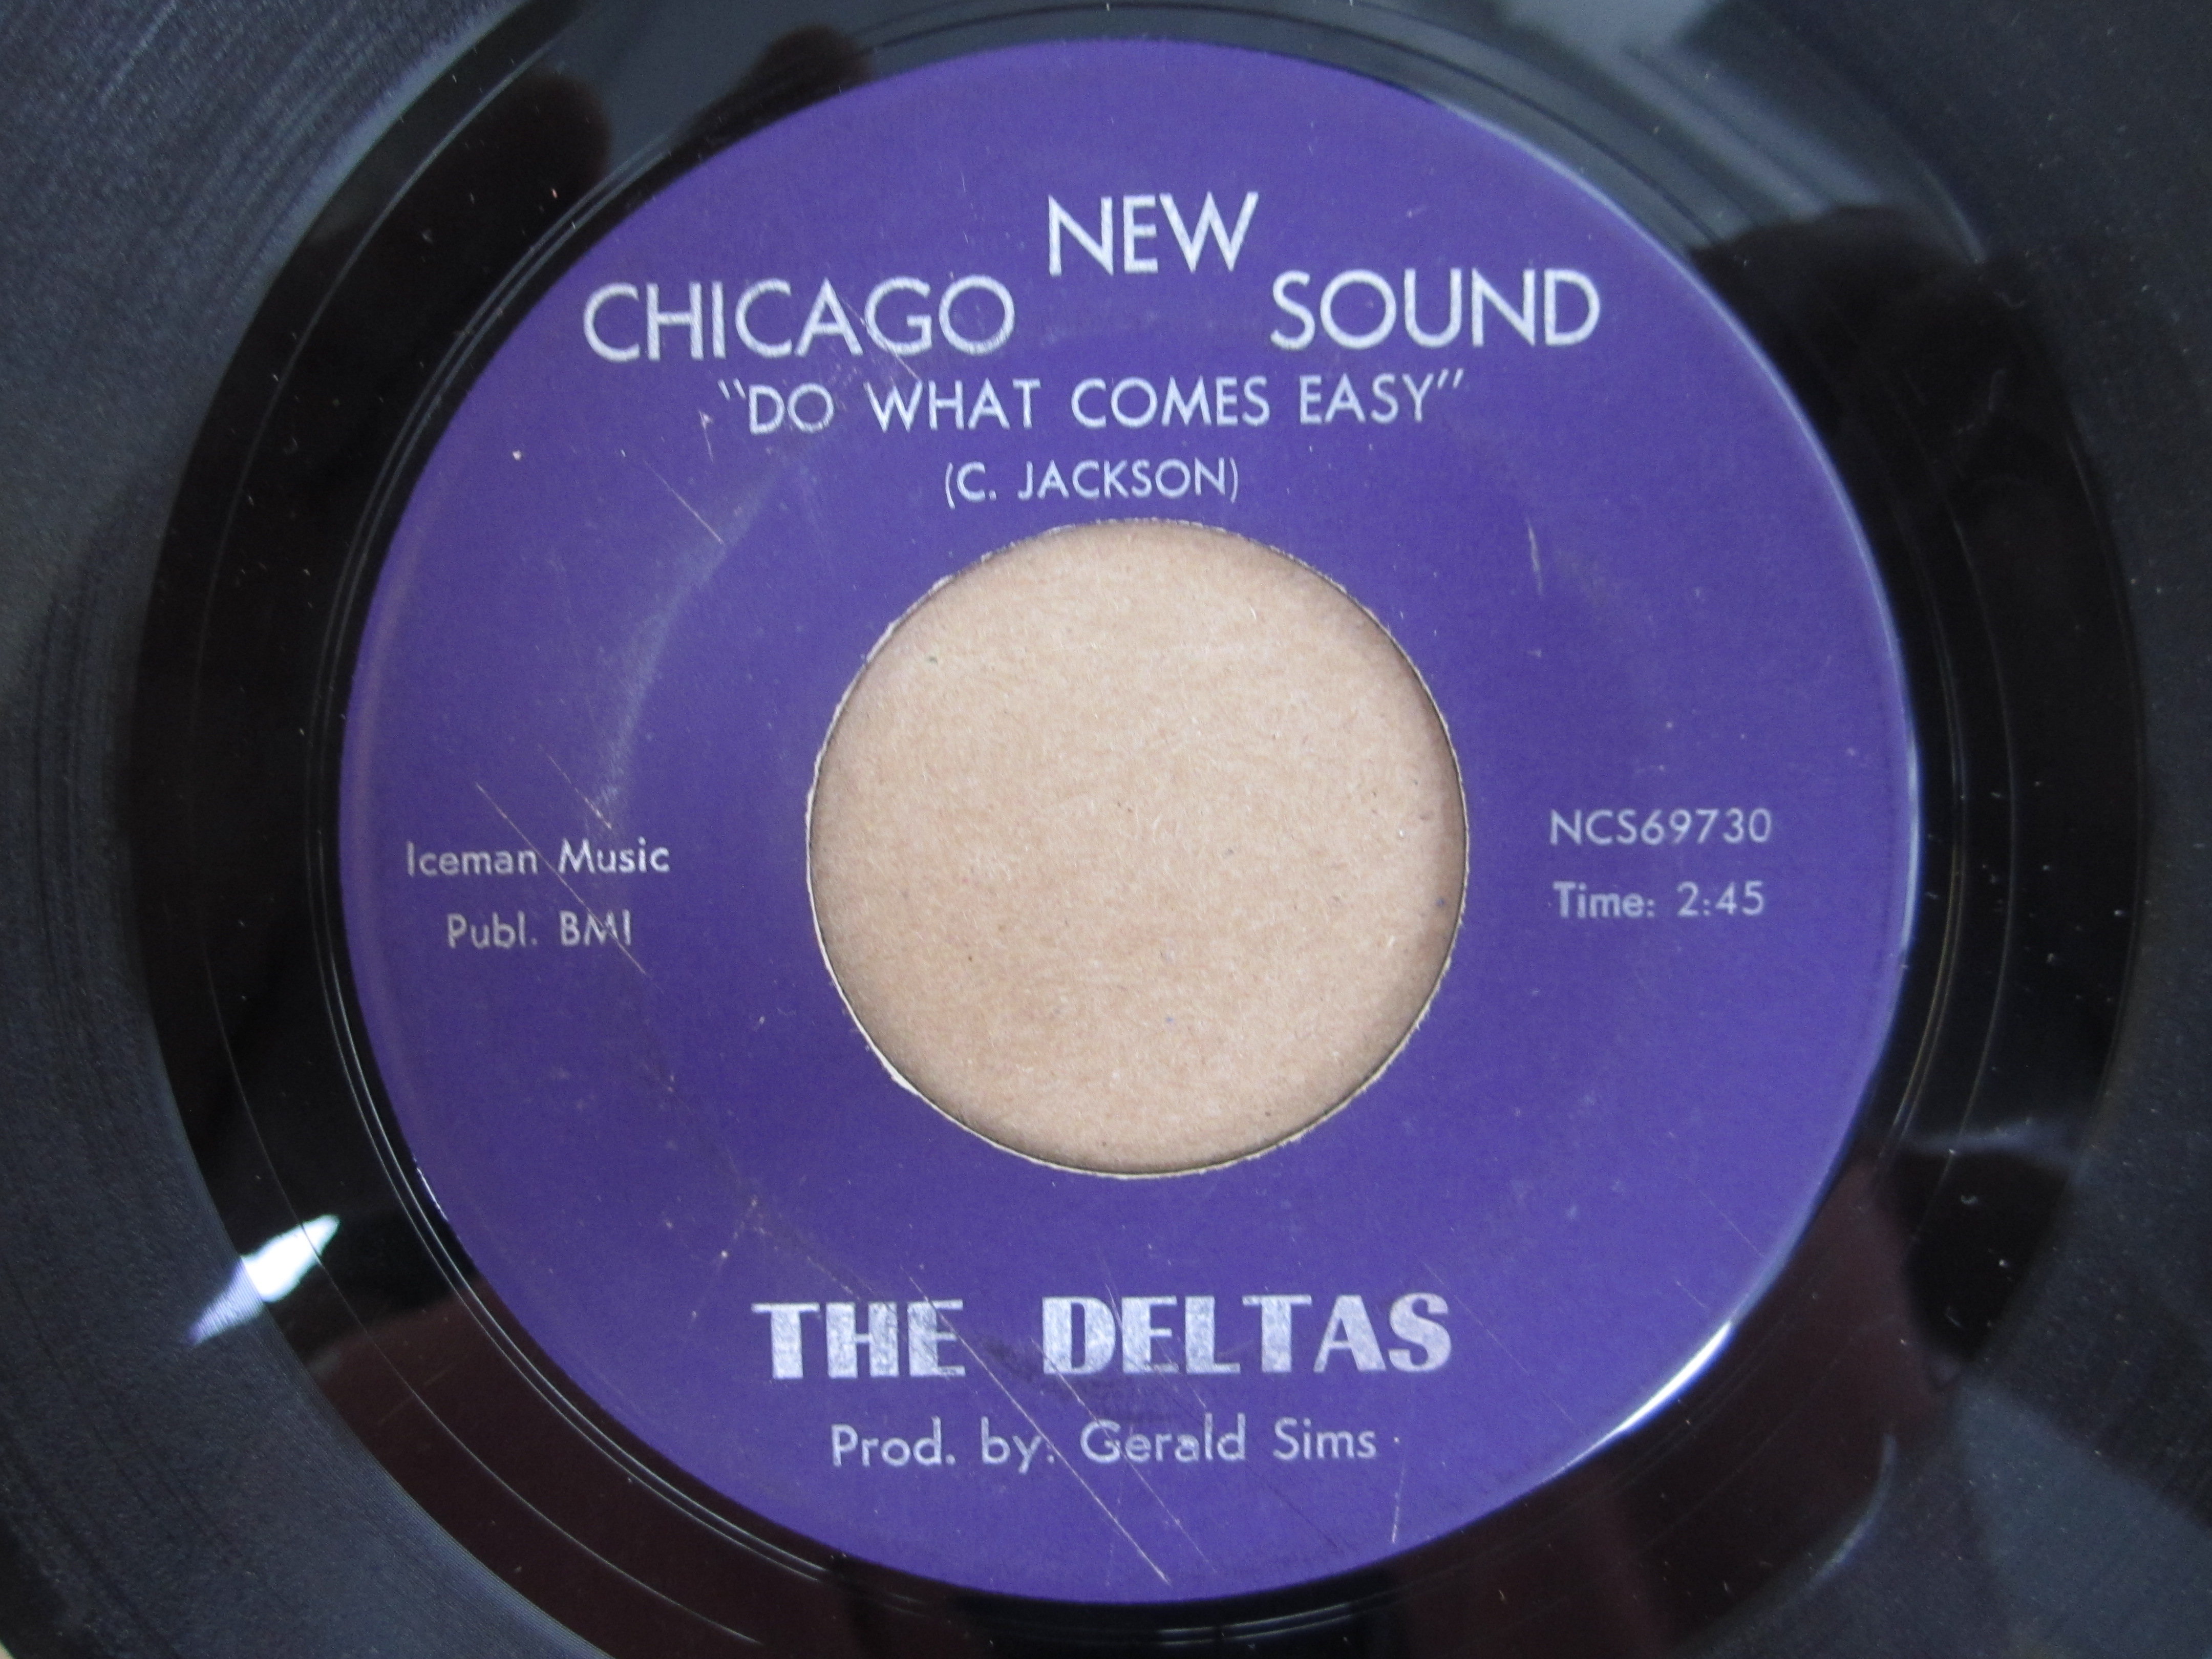 NEW
CHICAGO SOUND
"DO WHAT COMES EASY"
(C. JACKSON)
Iceman Music
Publ. BMI
NCS69730
Time: 2:45
THE DELTAS
Prod. by: Gerald Sims